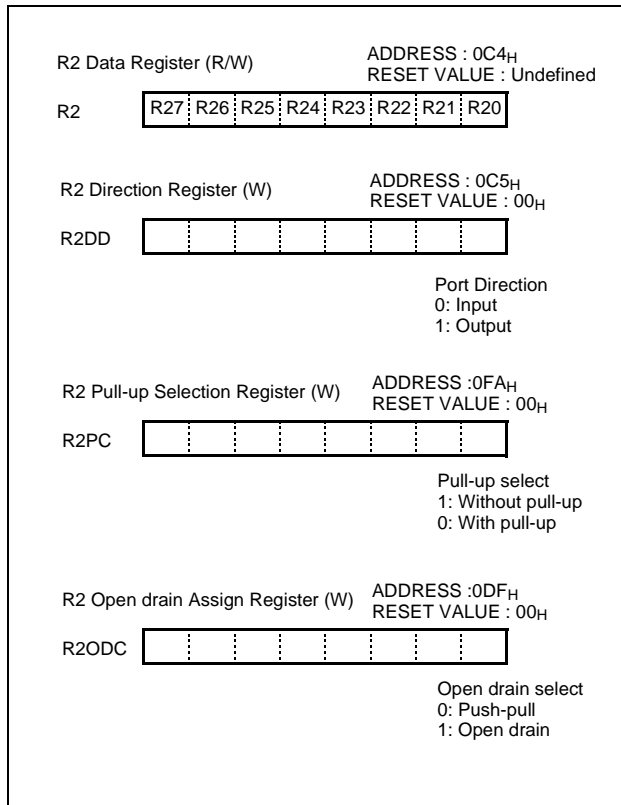 R2 Data Register (R/W)
ADDRESS : 0C4H
RESET VALUE : Undefined
R2
R27 R26 R25 R24 R23 R22 R21 R20
R2 Direction Register (W)
ADDRESS : 0C5H
RESET VALUE : 00H
R2DD
Port Direction
0: Input
1: Output
R2 Pull-up Selection Register (W)
ADDRESS :0FAH
RESET VALUE : 00H
R2PC
Pull-up select
1: Without pull-up
0: With pull-up
R2 Open drain Assign Register (W)
ADDRESS :0DFH
RESET VALUE : 00H
R2ODC
Open drain select
0: Push-pull
1: Open drain